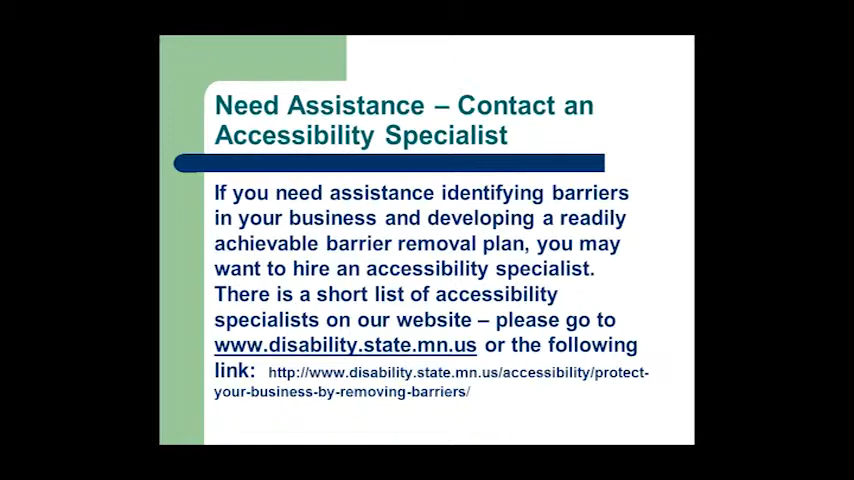 Need Assistance – Contact an
Accessibility Specialist
If you need assistance identifying barriers
in your business and developing a readily
achievable barrier removal plan, you may
want to hire an accessibility specialist.
There is a short list of accessibility
specialists on our website – please go to
www.disability.state.mn.us or the following
link: http://www.disability.state.mn.us/accessibility/protect-
your-business-by-removing-barriers/